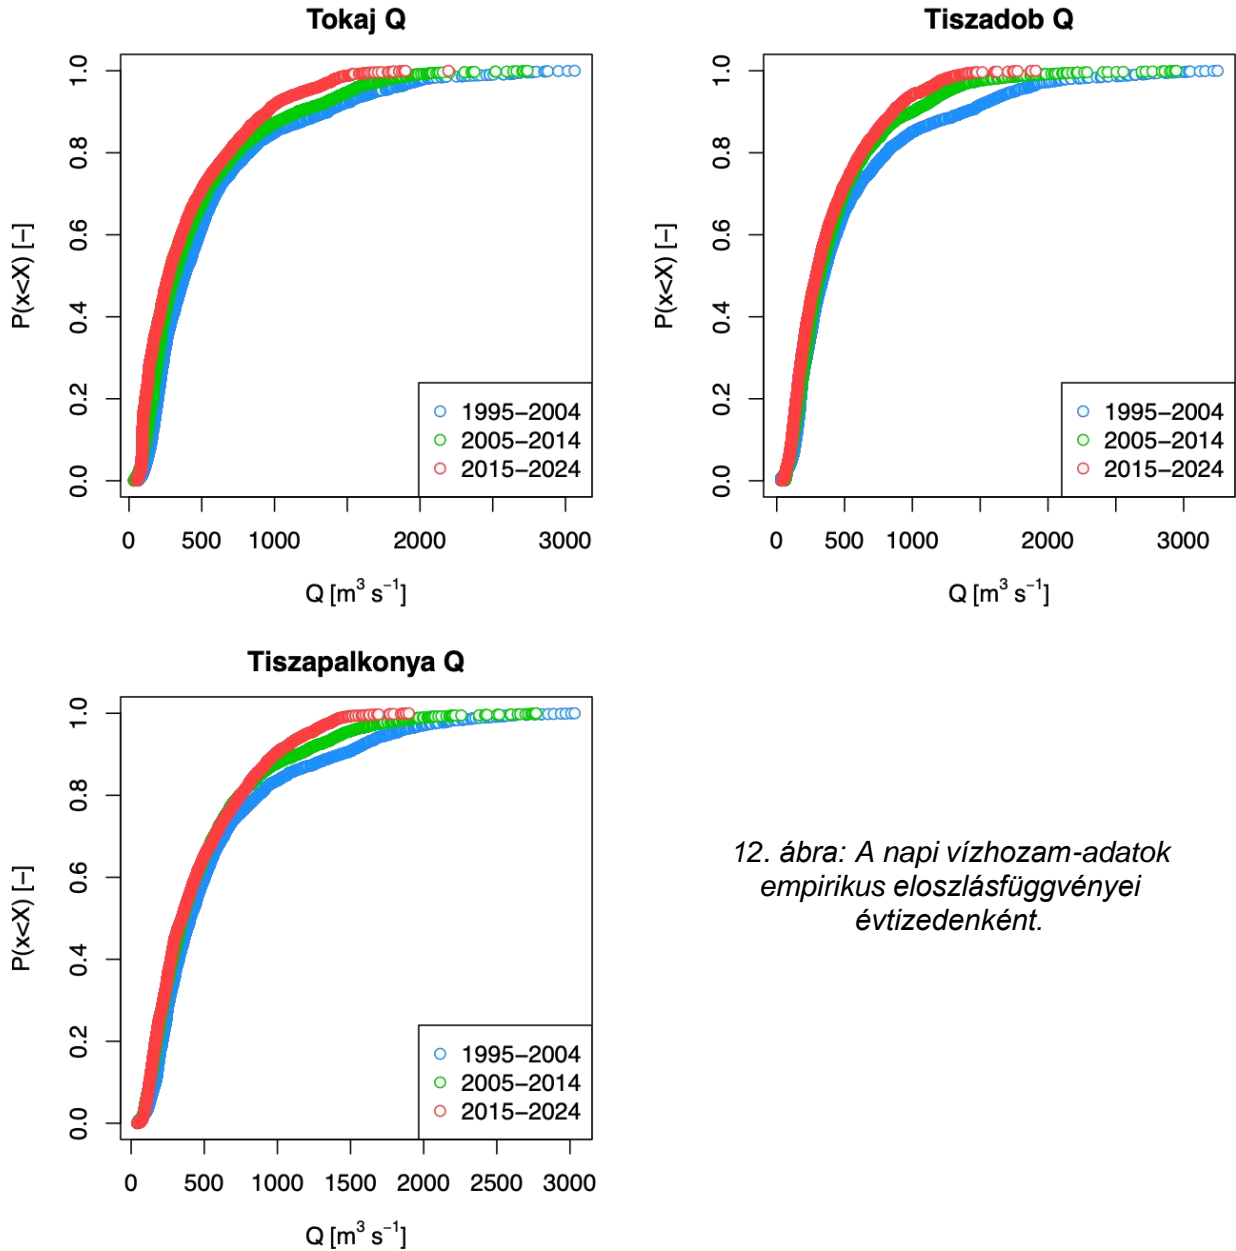 Tokaj Q
P(x<X) [−]
1.0
0.8
0.6
0.4
0.2
0.0
1995−2004
2005−2014
2015−2024
0 500 1000 2000 3000
Q [m³ s⁻¹]
Tiszadob Q
P(x<X) [−]
1.0
0.8
0.6
0.4
0.2
0.0
1995−2004
2005−2014
2015−2024
0 500 1000 2000 3000
Q [m³ s⁻¹]
Tiszapalkonya Q
P(x<X) [−]
1.0
0.8
0.6
0.4
0.2
0.0
1995−2004
2005−2014
2015−2024
0 500 1000 1500 2000 2500 3000
Q [m³ s⁻¹]
12. ábra: A napi vízhozam-adatok
empirikus eloszlásfüggvényei
évtizedenként.